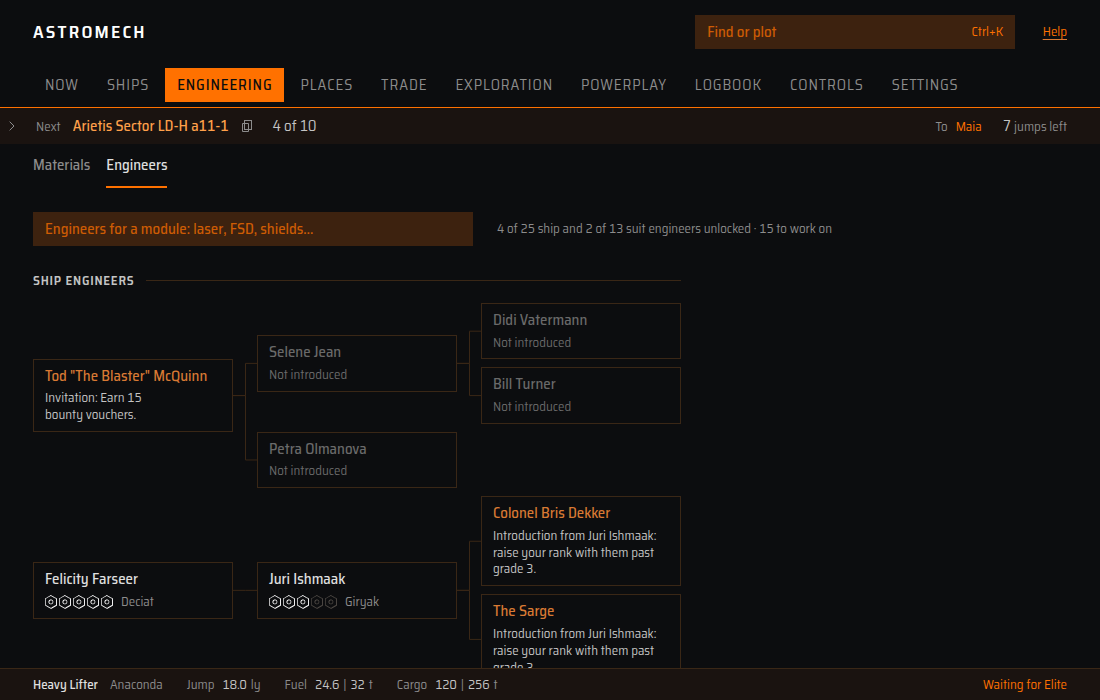 ASTROMECH
Find or plot Ctrl+K
Help
NOW SHIPS ENGINEERING PLACES TRADE EXPLORATION POWERPLAY LOGBOOK CONTROLS SETTINGS
Next Arietis Sector LD-H a11-1 4 of 10 To Maia 7 jumps left
Materials Engineers
Engineers for a module: laser, FSD, shields...
4 of 25 ship and 2 of 13 suit engineers unlocked · 15 to work on
SHIP ENGINEERS
Didi Vatermann
Not introduced
Selene Jean
Not introduced
Tod "The Blaster" McQuinn
Invitation: Earn 15
bounty vouchers.
Bill Turner
Not introduced
Petra Olmanova
Not introduced
Colonel Bris Dekker
Introduction from Juri Ishmaak:
raise your rank with them past
grade 3.
Felicity Farseer
Deciat
Juri Ishmaak
Giryak
The Sarge
Introduction from Juri Ishmaak:
raise your rank with them past
grade 3.
Heavy Lifter Anaconda Jump 18.0 ly Fuel 24.6 | 32 t Cargo 120 | 256 t Waiting for Elite